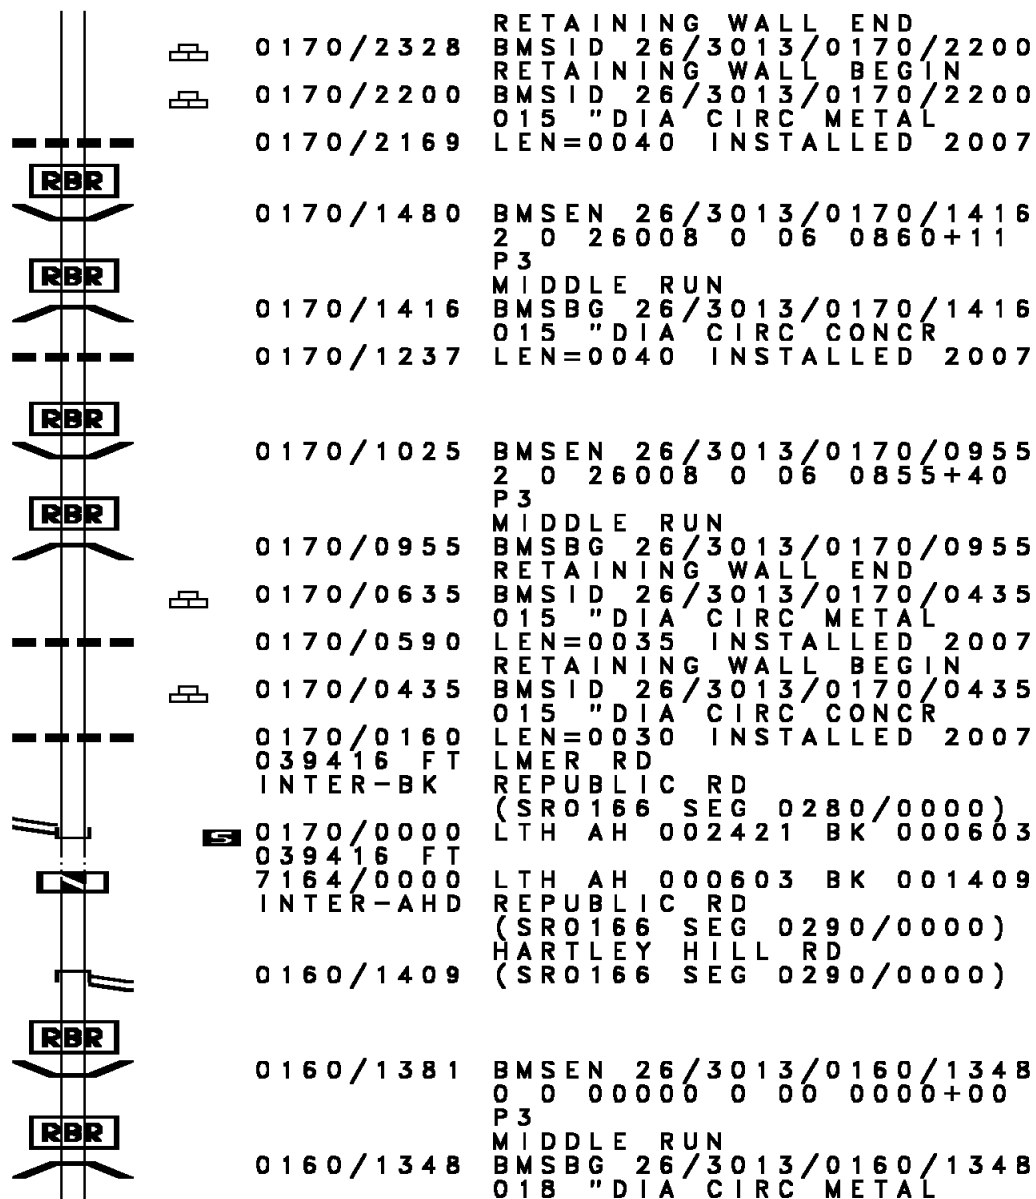 RETAINING WALL END
0170/2328 BMSID 26/3013/0170/2200
RETAINING WALL BEGIN
0170/2200 BMSID 26/3013/0170/2200
015 "DIA CIRC METAL
0170/2169 LEN=0040 INSTALLED 2007
RBR
0170/1480 BMSEN 26/3013/0170/1416
2 0 26008 0 06 0860+11
P3
RBR
MIDDLE RUN
0170/1416 BMSBG 26/3013/0170/1416
015 "DIA CIRC CONCR
0170/1237 LEN=0040 INSTALLED 2007
RBR
0170/1025 BMSEN 26/3013/0170/0955
2 0 26008 0 06 0855+40
P3
RBR
MIDDLE RUN
0170/0955 BMSBG 26/3013/0170/0955
RETAINING WALL END
0170/0635 BMSID 26/3013/0170/0435
015 "DIA CIRC METAL
0170/0590 LEN=0035 INSTALLED 2007
RETAINING WALL BEGIN
0170/0435 BMSID 26/3013/0170/0435
015 "DIA CIRC CONCR
0170/0160 LEN=0030 INSTALLED 2007
039416 FT LMER RD
INTER-BK REPUBLIC RD
(SR0166 SEG 0280/0000)
S 0170/0000 LTH AH 002421 BK 000603
039416 FT
N 7164/0000 LTH AH 000603 BK 001409
INTER-AHD REPUBLIC RD
(SR0166 SEG 0290/0000)
HARTLEY HILL RD
0160/1409 (SR0166 SEG 0290/0000)
RBR
0160/1381 BMSEN 26/3013/0160/1348
0 0 00000 0 00 0000+00
P3
RBR
MIDDLE RUN
0160/1348 BMSBG 26/3013/0160/1348
018 "DIA CIRC METAL